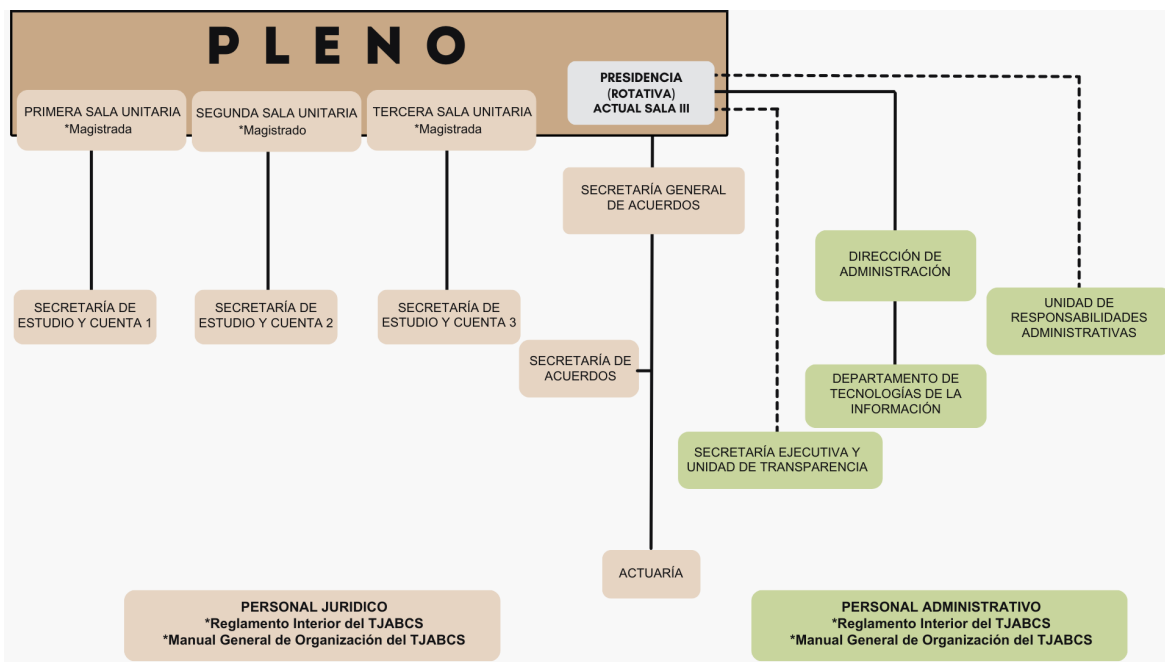 PLENO
PRESIDENCIA
(ROTATIVA)
ACTUAL SALA III
PRIMERA SALA UNITARIA
*Magistrada
SEGUNDA SALA UNITARIA
*Magistrado
TERCERA SALA UNITARIA
*Magistrada
SECRETARÍA GENERAL
DE ACUERDOS
DIRECCIÓN DE
ADMINISTRACIÓN
SECRETARÍA DE
ESTUDIO Y CUENTA 1
SECRETARÍA DE
ESTUDIO Y CUENTA 2
SECRETARÍA DE
ESTUDIO Y CUENTA 3
UNIDAD DE
RESPONSABILIDADES
ADMINISTRATIVAS
SECRETARÍA DE
ACUERDOS
DEPARTAMENTO DE
TECNOLOGÍAS DE LA
INFORMACIÓN
SECRETARÍA EJECUTIVA Y
UNIDAD DE TRANSPARENCIA
ACTUARÍA
PERSONAL JURIDICO
*Reglamento Interior del TJABCS
*Manual General de Organización del TJABCS
PERSONAL ADMINISTRATIVO
*Reglamento Interior del TJABCS
*Manual General de Organización del TJABCS